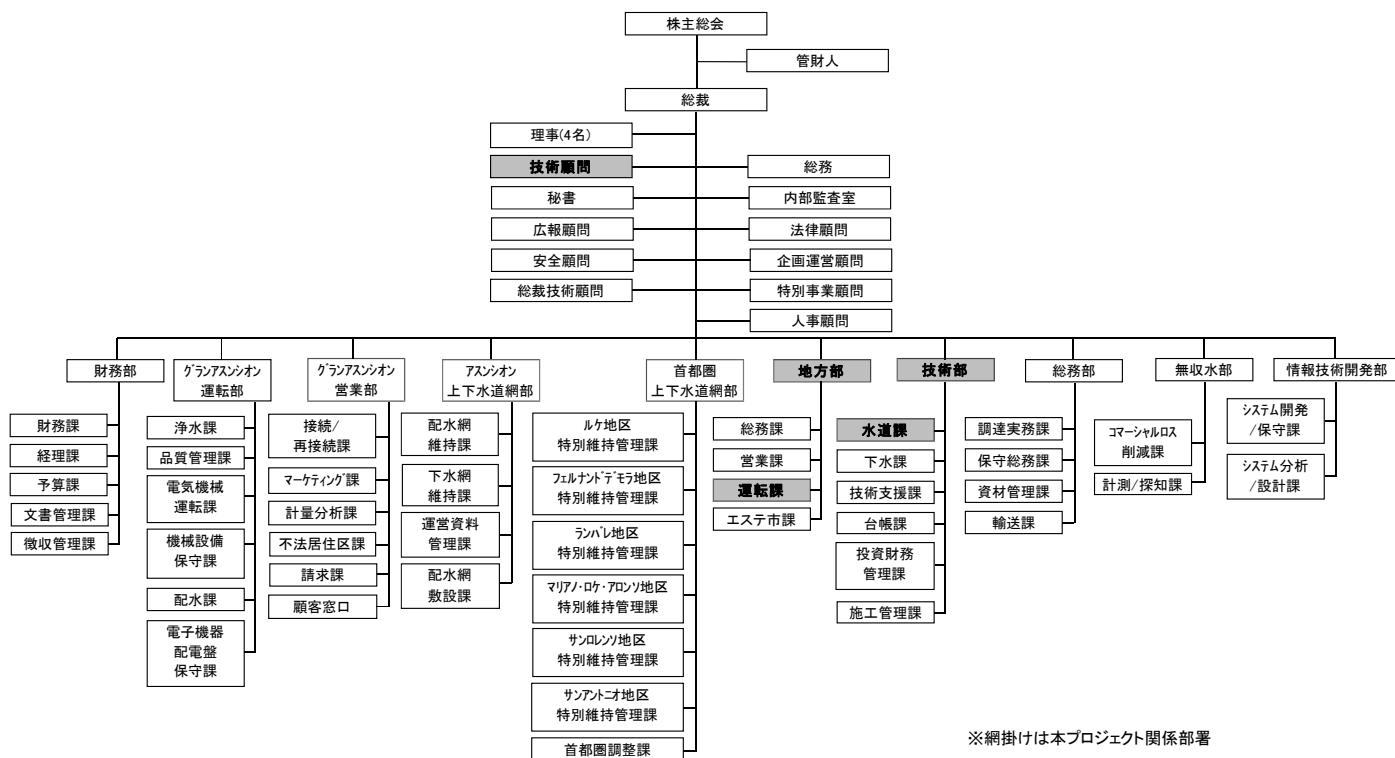 株主総会
管財人
総裁
理事(4名)
技術顧問
総務
秘書
内部監査室
広報顧問
法律顧問
安全顧問
企画運営顧問
総裁技術顧問
特別事業顧問
人事顧問
財務部
グランアスンシオン
運転部
グランアスンシオン
営業部
アスンシオン
上下水道網部
首都圏
上下水道網部
地方部
技術部
総務部
無収水部
情報技術開発部
財務課
経理課
予算課
文書管理課
徴収管理課
浄水課
品質管理課
電気機械
運転課
機械設備
保守課
配水課
電子機器
配電盤
保守課
接続/
再接続課
マーケティング課
計量分析課
不法居住区課
請求課
顧客窓口
配水網
維持課
下水網
維持課
運営資料
管理課
配水網
敷設課
ルケ地区
特別維持管理課
フェルナンドデモラ地区
特別維持管理課
ランバレ地区
特別維持管理課
マリアノ・ロケ・アロンソ地区
特別維持管理課
サンロレンソ地区
特別維持管理課
サンアントニオ地区
特別維持管理課
首都圏調整課
総務課
営業課
運転課
エステ市課
水道課
下水課
技術支援課
台帳課
投資財務
管理課
施工管理課
調達実務課
保守総務課
資材管理課
輸送課
コマーシャルロス
削減課
計測/探知課
システム開発
/保守課
システム分析
/設計課
※網掛けは本プロジェクト関係部署